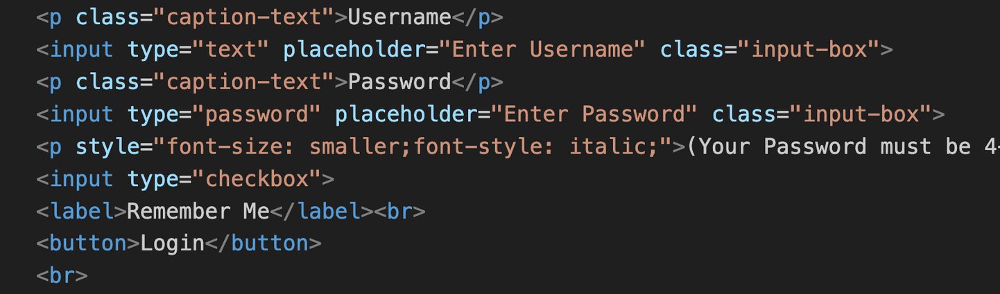 <p class="caption-text">Username</p>
<input type="text" placeholder="Enter Username" class="input-box">
<p class="caption-text">Password</p>
<input type="password" placeholder="Enter Password" class="input-box">
<p style="font-size: smaller;font-style: italic;">(Your Password must be 4-
<input type="checkbox">
<label>Remember Me</label><br>
<button>Login</button>
<br>